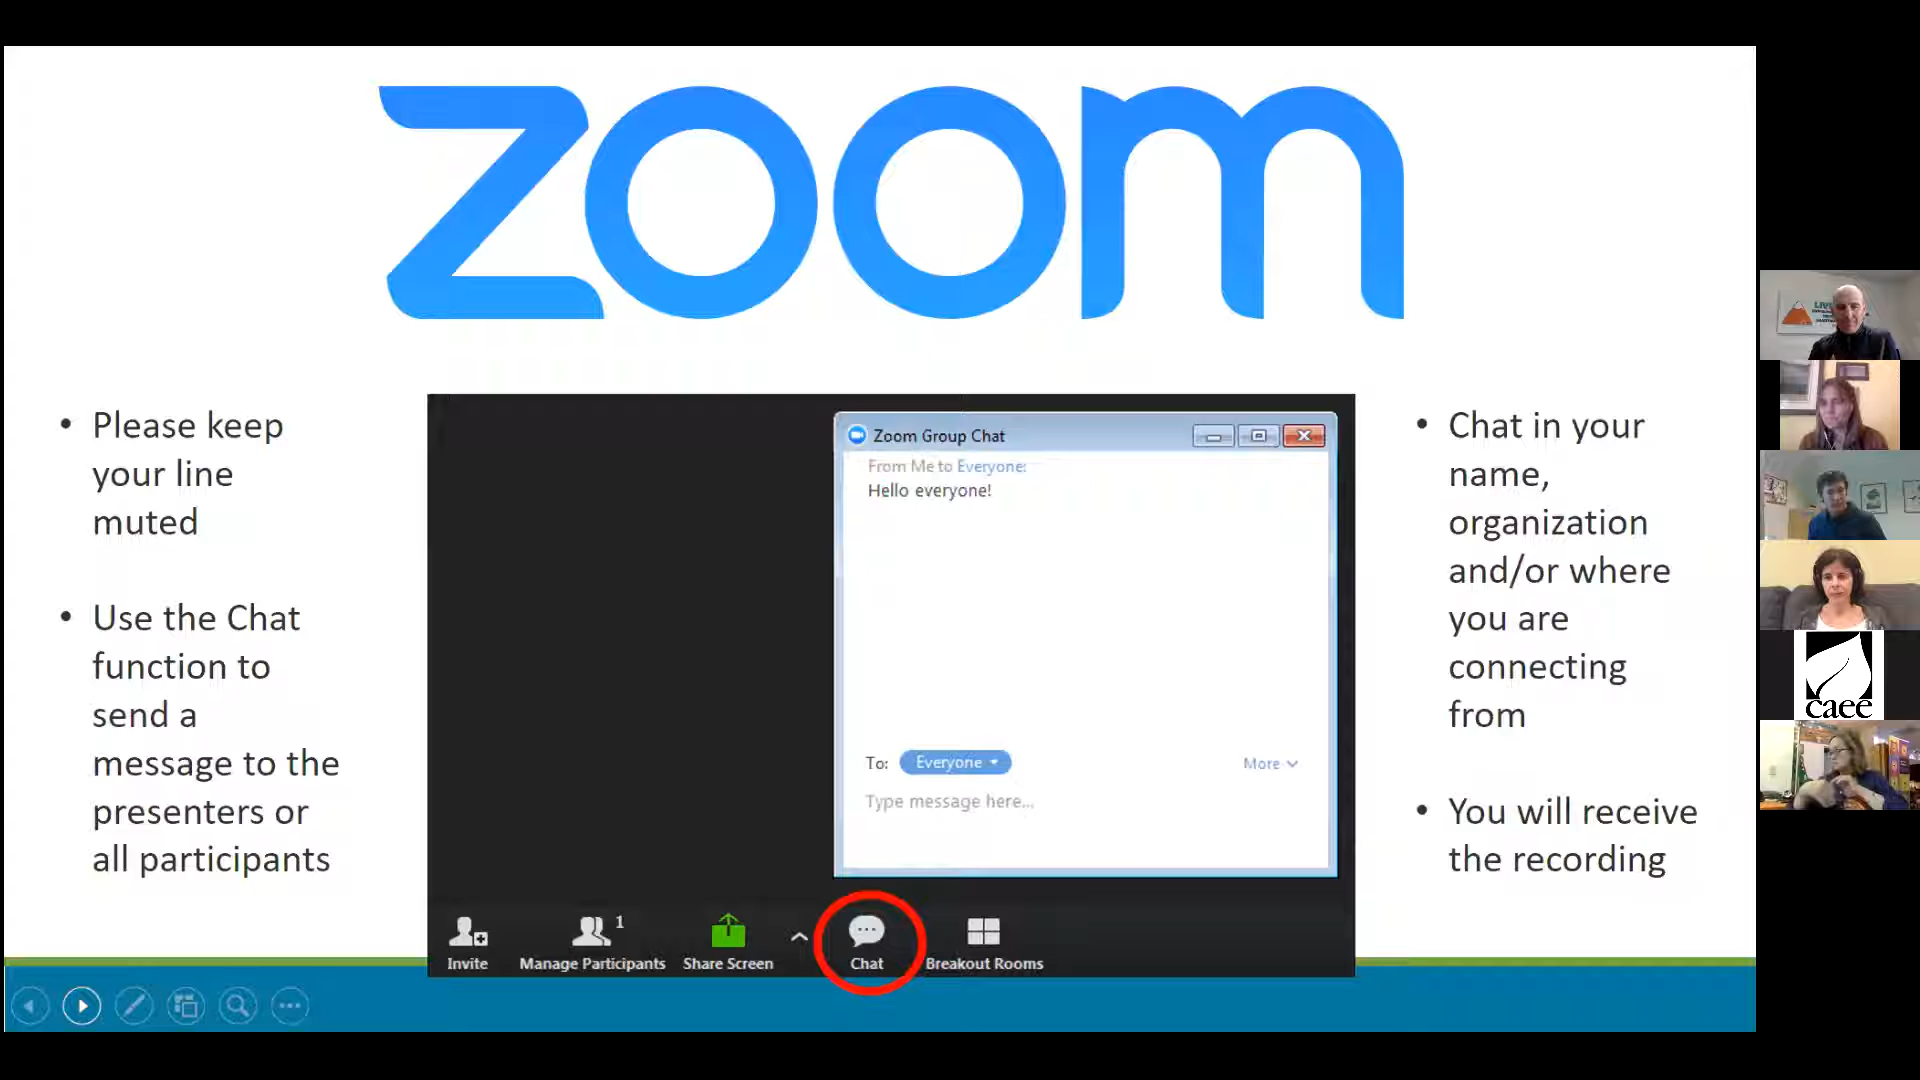 zoom
• Please keep
your line
muted
• Use the Chat
function to
send a
message to the
presenters or
all participants
Zoom Group Chat
From Me to Everyone:
Hello everyone!
To: Everyone
More
Type message here...
Invite
Manage Participants
1
Share Screen
Chat
Breakout Rooms
• Chat in your
name,
organization
and/or where
you are
connecting
from
• You will receive
the recording
caee